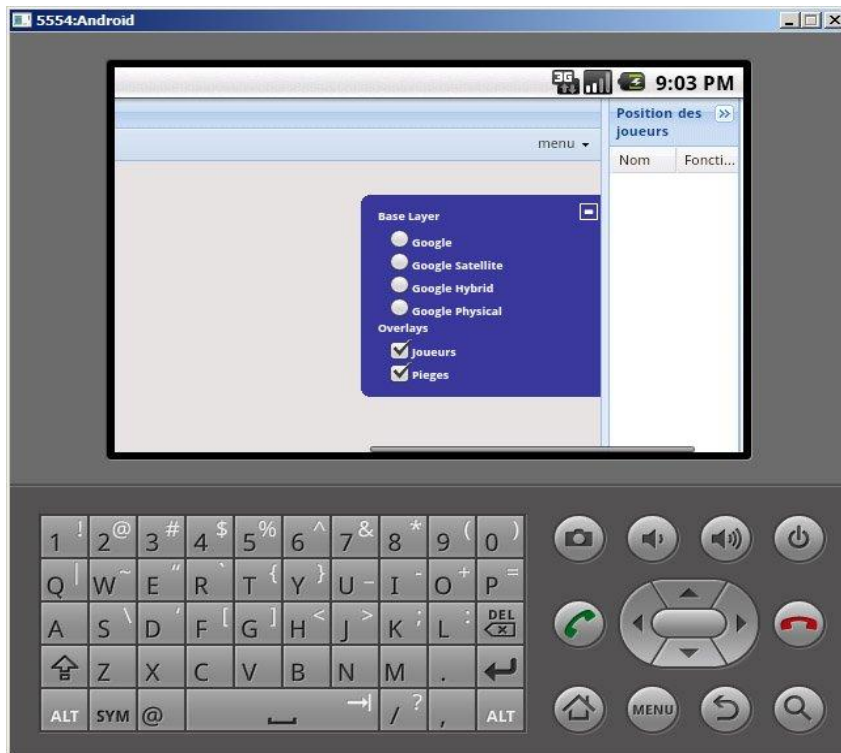 5554:Android
3G 9:03 PM
menu
Position des
joueurs
Nom Foncti...
Base Layer
Google
Google Satellite
Google Hybrid
Google Physical
Overlays
Joueurs
Pieges
1 ! 2 @ 3 # 4 $ 5 % 6 ^ 7 & 8 * 9 ( 0 )
Q | W ~ E " R ` T { Y } U _ I - O + P =
A S \ D ' F [ G ] H < J > K ; L : DEL
Z X C V B N M .
ALT SYM @ / ? , ALT
MENU